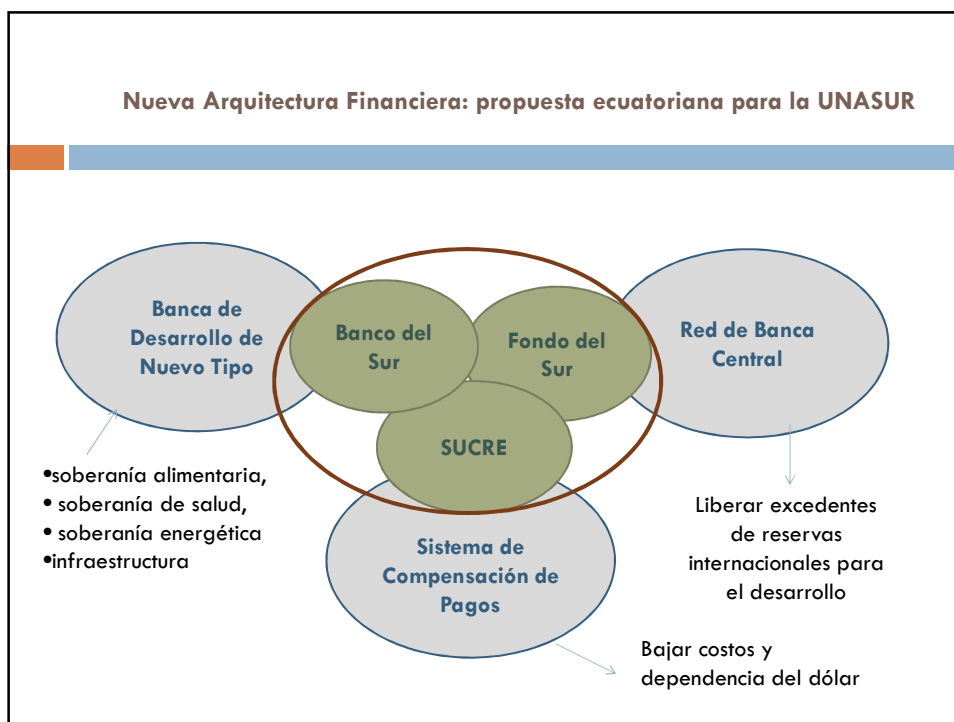 Nueva Arquitectura Financiera: propuesta ecuatoriana para la UNASUR
Banca de
Desarrollo de
Nuevo Tipo
Banco del
Sur
Fondo del
Sur
Red de Banca
Central
SUCRE
•soberanía alimentaria,
• soberanía de salud,
• soberanía energética
•infraestructura
Sistema de
Compensación de
Pagos
Liberar excedentes
de reservas
internacionales para
el desarrollo
Bajar costos y
dependencia del dólar